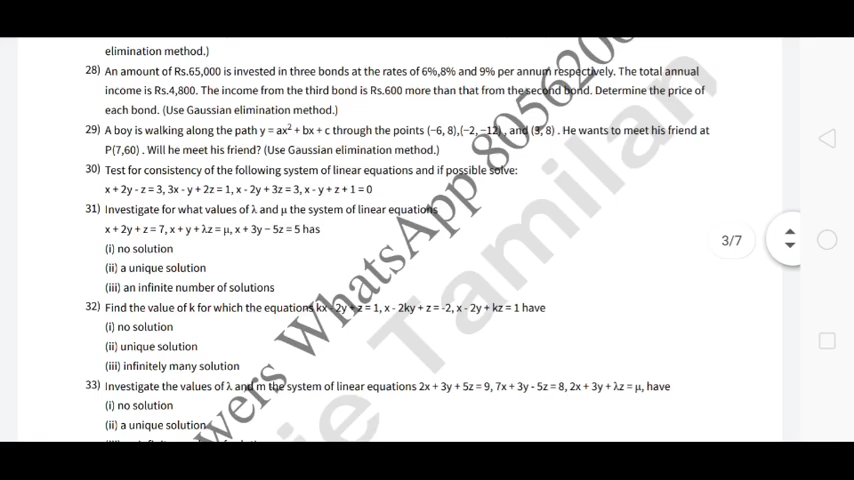 elimination method.)
28) An amount of Rs.65,000 is invested in three bonds at the rates of 6%,8% and 9% per annum respectively. The total annual
income is Rs.4,800. The income from the third bond is Rs.600 more than that from the second bond. Determine the price of
each bond. (Use Gaussian elimination method.)
29) A boy is walking along the path y = ax² + bx + c through the points (−6, 8),(−2, −12) , and (3, 8) . He wants to meet his friend at
P(7,60) . Will he meet his friend? (Use Gaussian elimination method.)
30) Test for consistency of the following system of linear equations and if possible solve:
x + 2y - z = 3, 3x - y + 2z = 1, x - 2y + 3z = 3, x - y + z + 1 = 0
31) Investigate for what values of λ and μ the system of linear equations
x + 2y + z = 7, x + y + λz = μ, x + 3y − 5z = 5 has
(i) no solution
(ii) a unique solution
(iii) an infinite number of solutions
32) Find the value of k for which the equations kx - 2y + z = 1, x - 2ky + z = -2, x - 2y + kz = 1 have
(i) no solution
(ii) unique solution
(iii) infinitely many solution
33) Investigate the values of λ and m the system of linear equations 2x + 3y + 5z = 9, 7x + 3y - 5z = 8, 2x + 3y + λz = μ, have
(i) no solution
(ii) a unique solution
wers WhatsApp 8056206
Tamilan
3/7